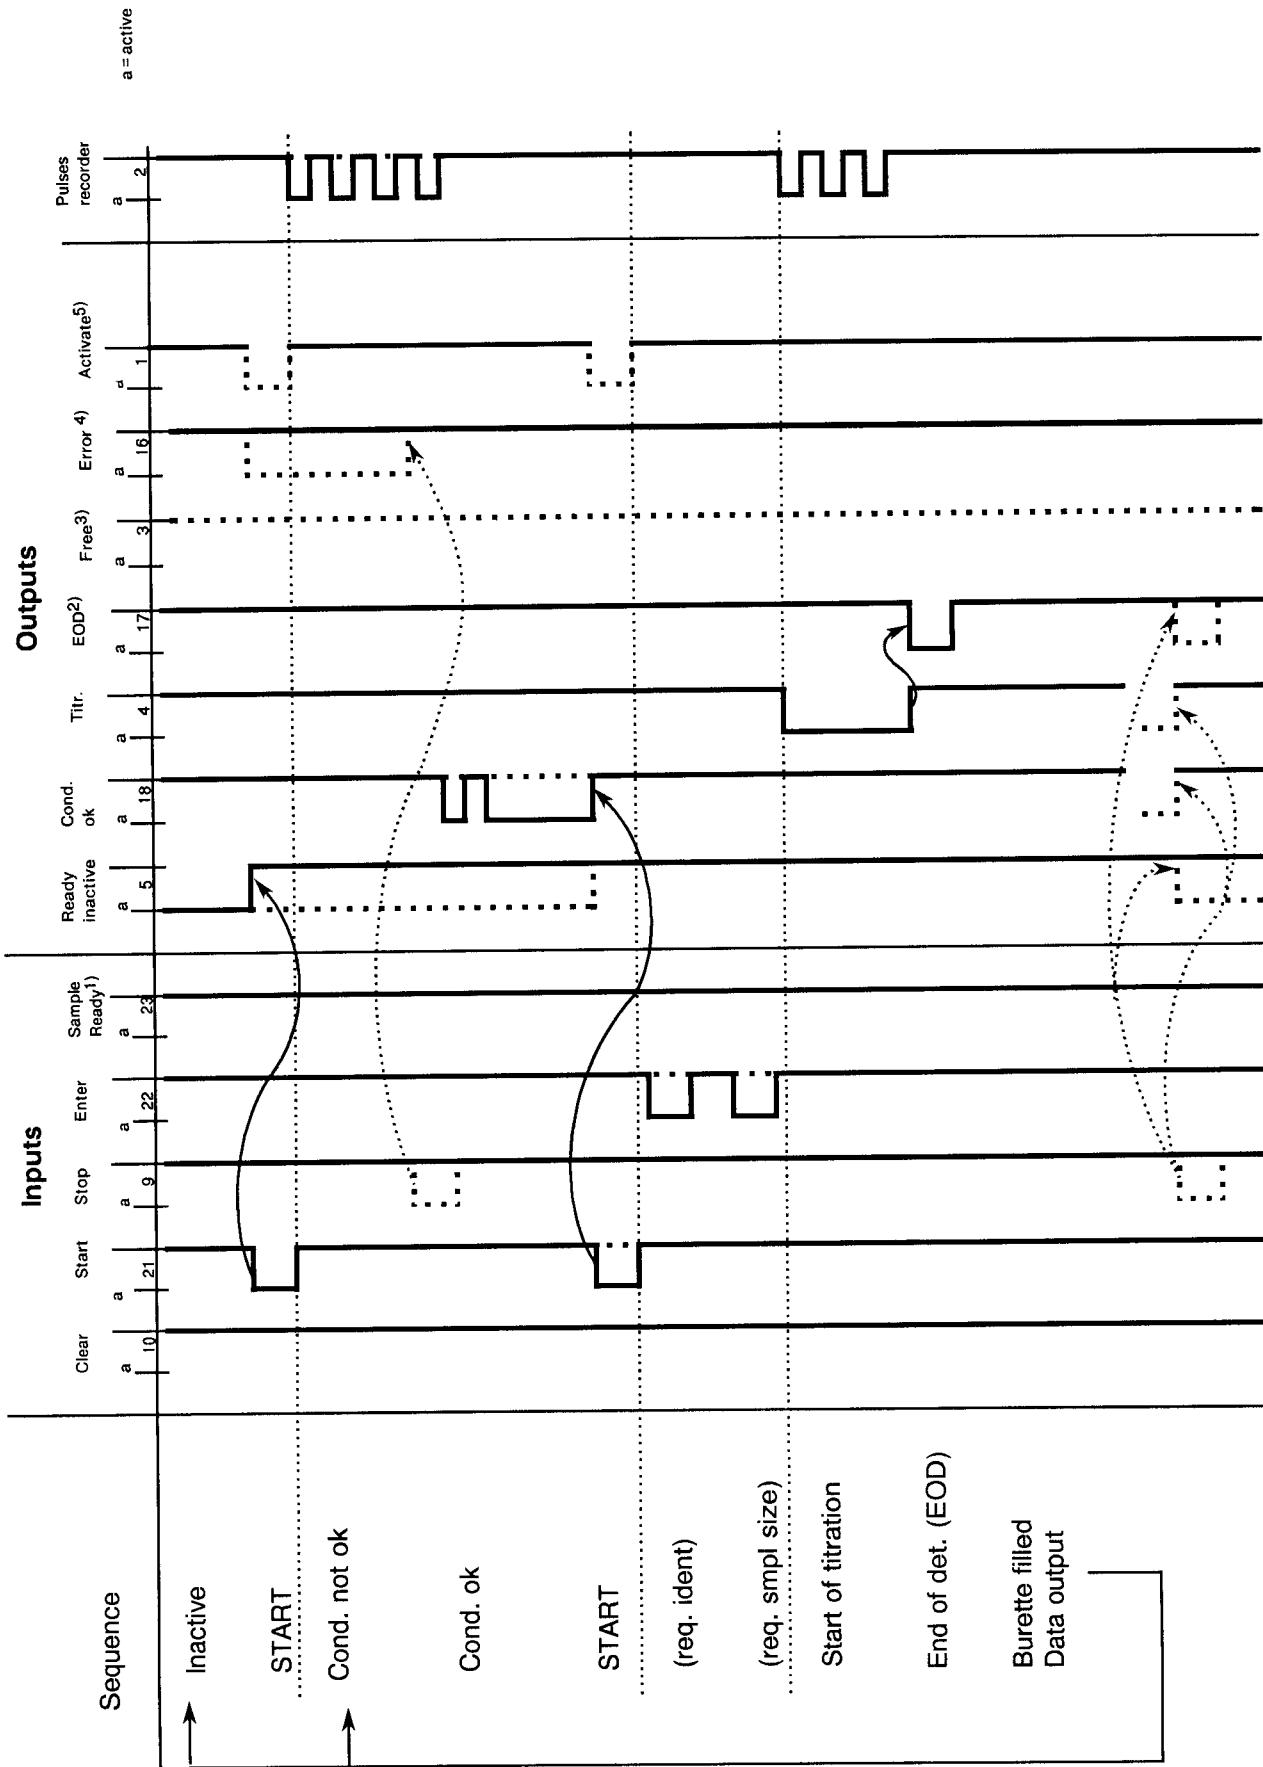 a = active
Inputs
Outputs
Sequence
Clear
Start
Stop
Enter
Sample
Ready1)
Ready
inactive
Cond.
ok
Titr.
EOD2)
Free3)
Error 4)
Activate5)
Pulses
recorder
a 10
a 21
a 9
a 22
a 23
a 5
a 18
a 4
a 17
a 3
a 16
a 1
a 2
Inactive
START
Cond. not ok
Cond. ok
START
(req. ident)
(req. smpl size)
Start of titration
End of det. (EOD)
Burette filled
Data output